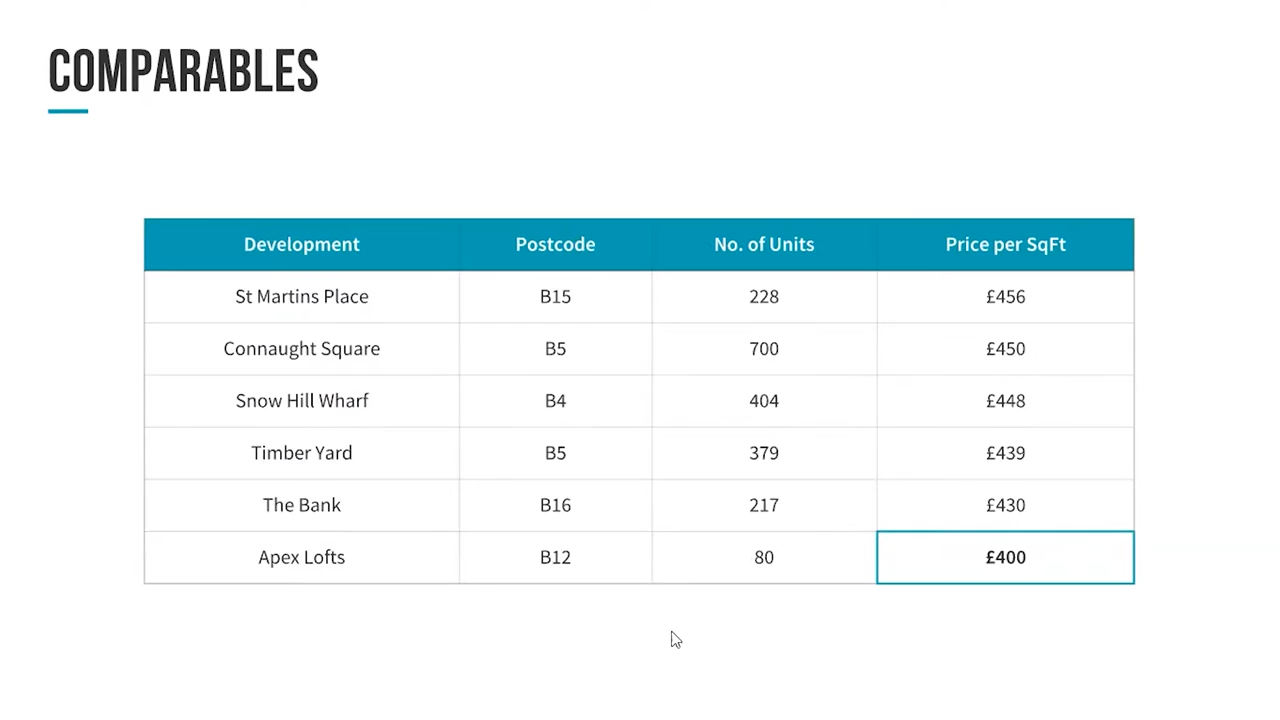 COMPARABLES
Development Postcode No. of Units Price per SqFt
St Martins Place B15 228 £456
Connaught Square B5 700 £450
Snow Hill Wharf B4 404 £448
Timber Yard B5 379 £439
The Bank B16 217 £430
Apex Lofts B12 80 £400